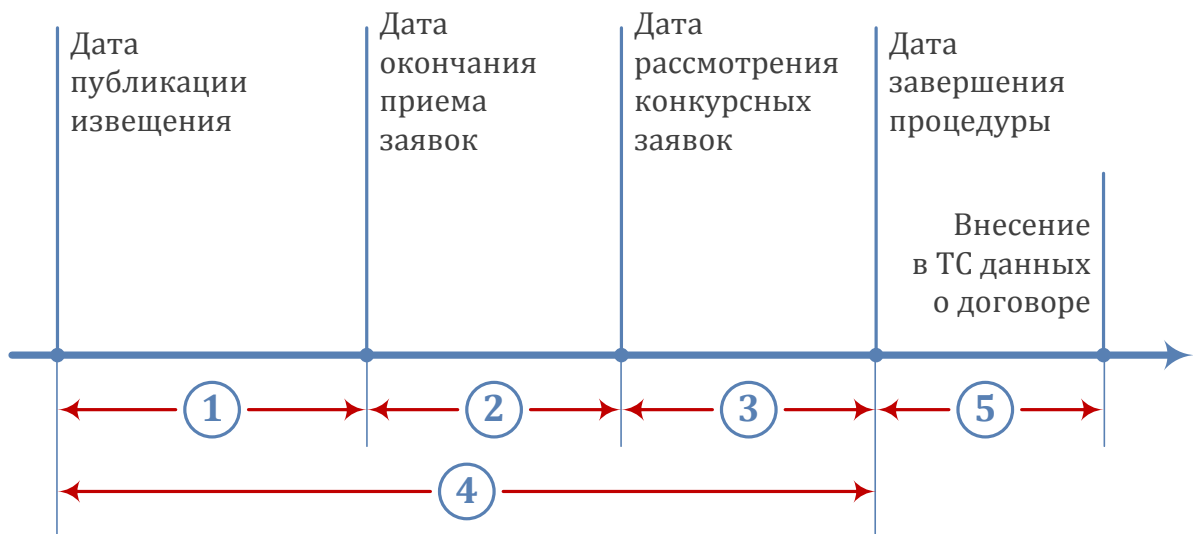 Дата
публикации
извещения
Дата
окончания
приема
заявок
Дата
рассмотрения
конкурсных
заявок
Дата
завершения
процедуры
Внесение
в ТС данных
о договоре
1
2
3
5
4